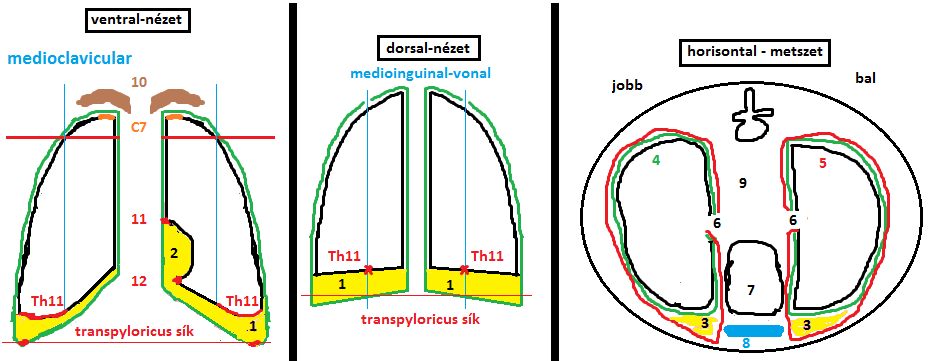 ventral-nézet
medioclavicular
10
C7
11
2
12
Th11
Th11
1
transpyloricus sík
dorsal-nézet
medioinguinal-vonal
Th11
Th11
1
1
transpyloricus sík
horisontal - metszet
jobb
bal
4
5
9
6
6
7
3
3
8